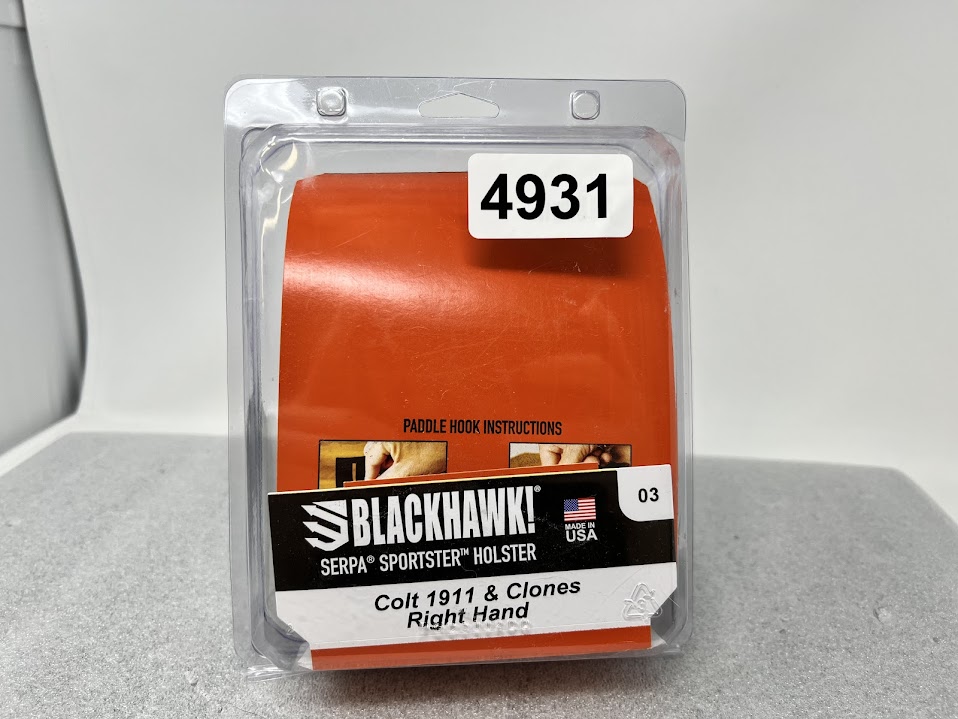 4931
PADDLE HOOK INSTRUCTIONS
BLACKHAWK!®
MADE IN
USA
03
SERPA® SPORTSTER™ HOLSTER
Colt 1911 & Clones
Right Hand